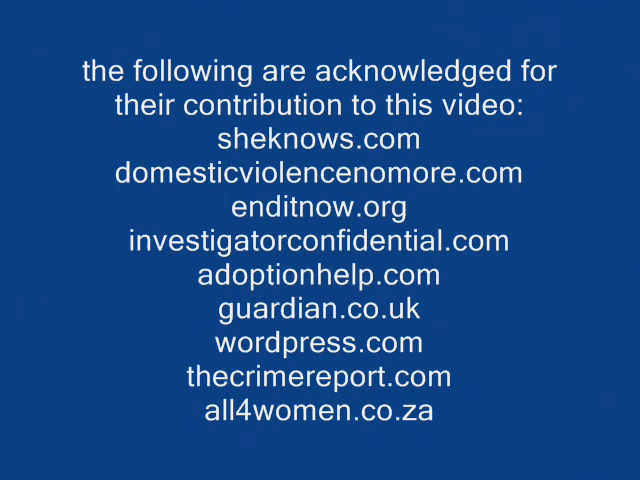 the following are acknowledged for
their contribution to this video:
sheknows.com
domesticviolencenomore.com
enditnow.org
investigatorconfidential.com
adoptionhelp.com
guardian.co.uk
wordpress.com
thecrimereport.com
all4women.co.za